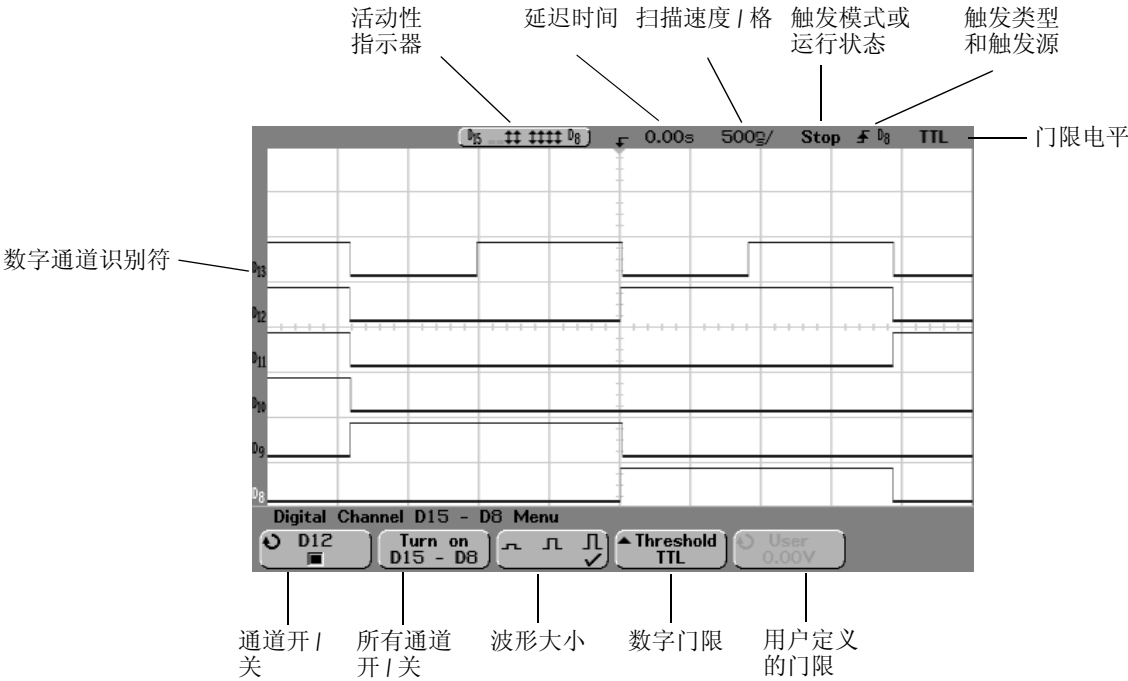 活动性
指示器
延迟时间
扫描速度 / 格
触发模式或
运行状态
触发类型
和触发源
D15 D8 0.00s 500㎱/ Stop D8 TTL
门限电平
数字通道识别符
D13
D12
D11
D10
D9
D8
Digital Channel D15 - D8 Menu
D12
Turn on
D15 - D8
Threshold
TTL
User
0.00V
通道开 /
关
所有通道
开 / 关
波形大小
数字门限
用户定义
的门限